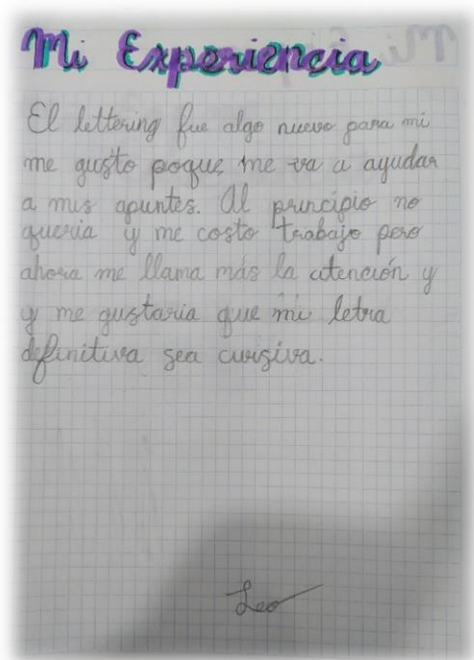 Mi Experiencia
El lettering fue algo nuevo para mi
me gusto poque me va a ayudar
a mis apuntes. Al principio no
queria y me costo trabajo pero
ahora me llama más la atención y
y me gustaria que mi letra
definitiva sea cursiva.
Leo